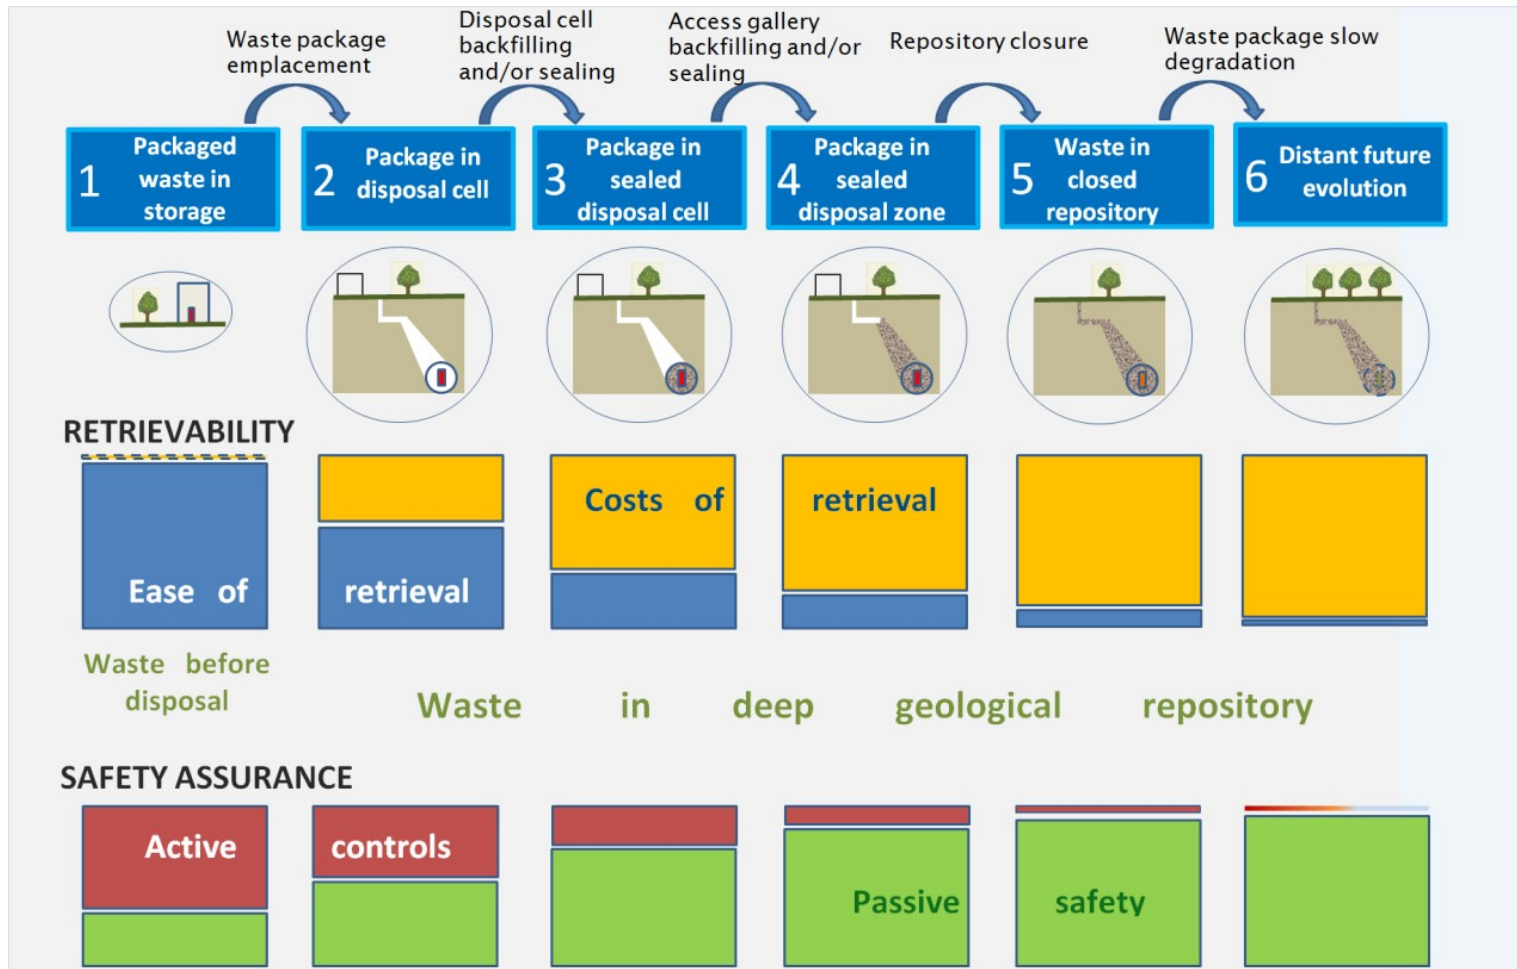 Waste package
emplacement
Disposal cell
backfilling
and/or sealing
Access gallery
backfilling and/or
sealing
Repository closure
Waste package slow
degradation
1 Packaged
waste in
storage
2 Package in
disposal cell
3 Package in
sealed
disposal cell
4 Package in
sealed
disposal zone
5 Waste in
closed
repository
6 Distant future
evolution
RETRIEVABILITY
Costs of retrieval
Ease of retrieval
Waste before
disposal
Waste in deep geological repository
SAFETY ASSURANCE
Active controls
Passive safety